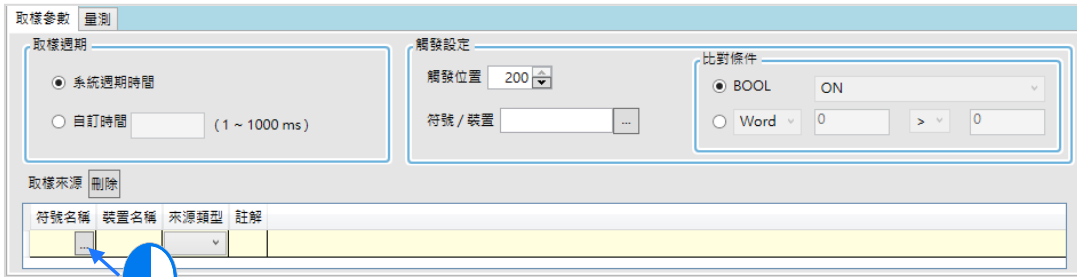 取樣參數 量測
取樣週期
系統週期時間
自訂時間 (1 ~ 1000 ms)
觸發設定
觸發位置 200
符號 / 裝置 ...
比對條件
BOOL ON
Word 0 > 0
取樣來源 刪除
符號名稱 裝置名稱 來源類型 註解
...